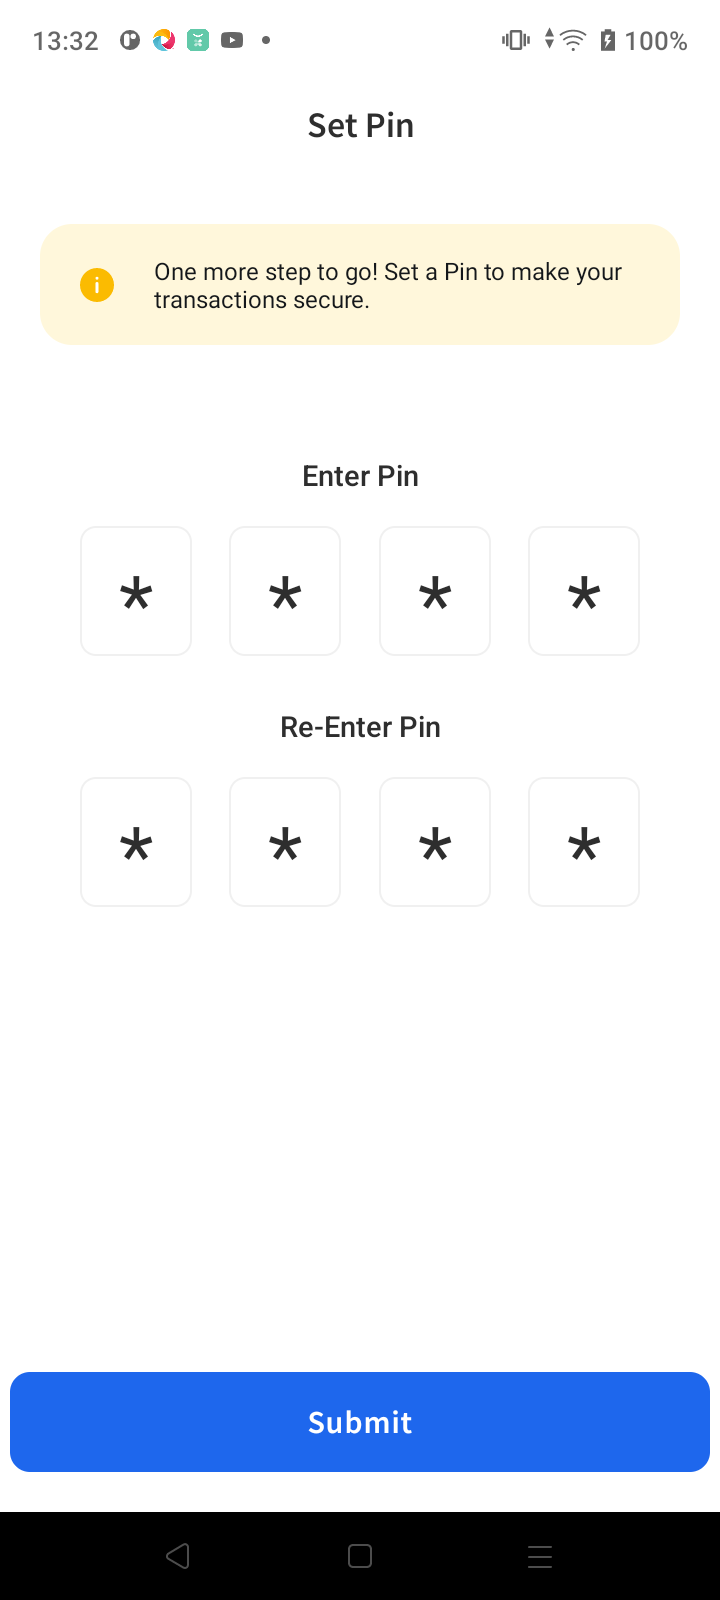 13:32
100%
Set Pin
One more step to go! Set a Pin to make your
transactions secure.
Enter Pin
* * * *
Re-Enter Pin
* * * *
Submit